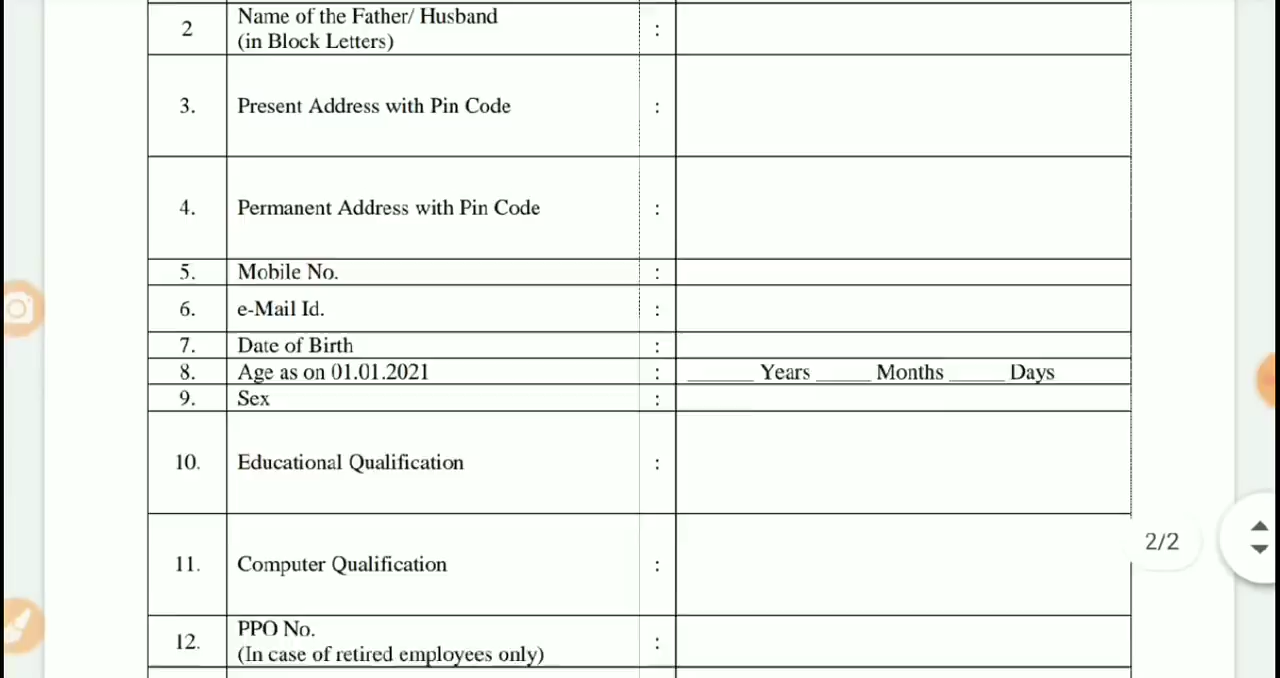 2 Name of the Father/ Husband
(in Block Letters) :
3. Present Address with Pin Code :
4. Permanent Address with Pin Code :
5. Mobile No. :
6. e-Mail Id. :
7. Date of Birth :
8. Age as on 01.01.2021 : ______ Years _____ Months _____ Days
9. Sex :
10. Educational Qualification :
11. Computer Qualification :
2/2
12. PPO No.
(In case of retired employees only) :